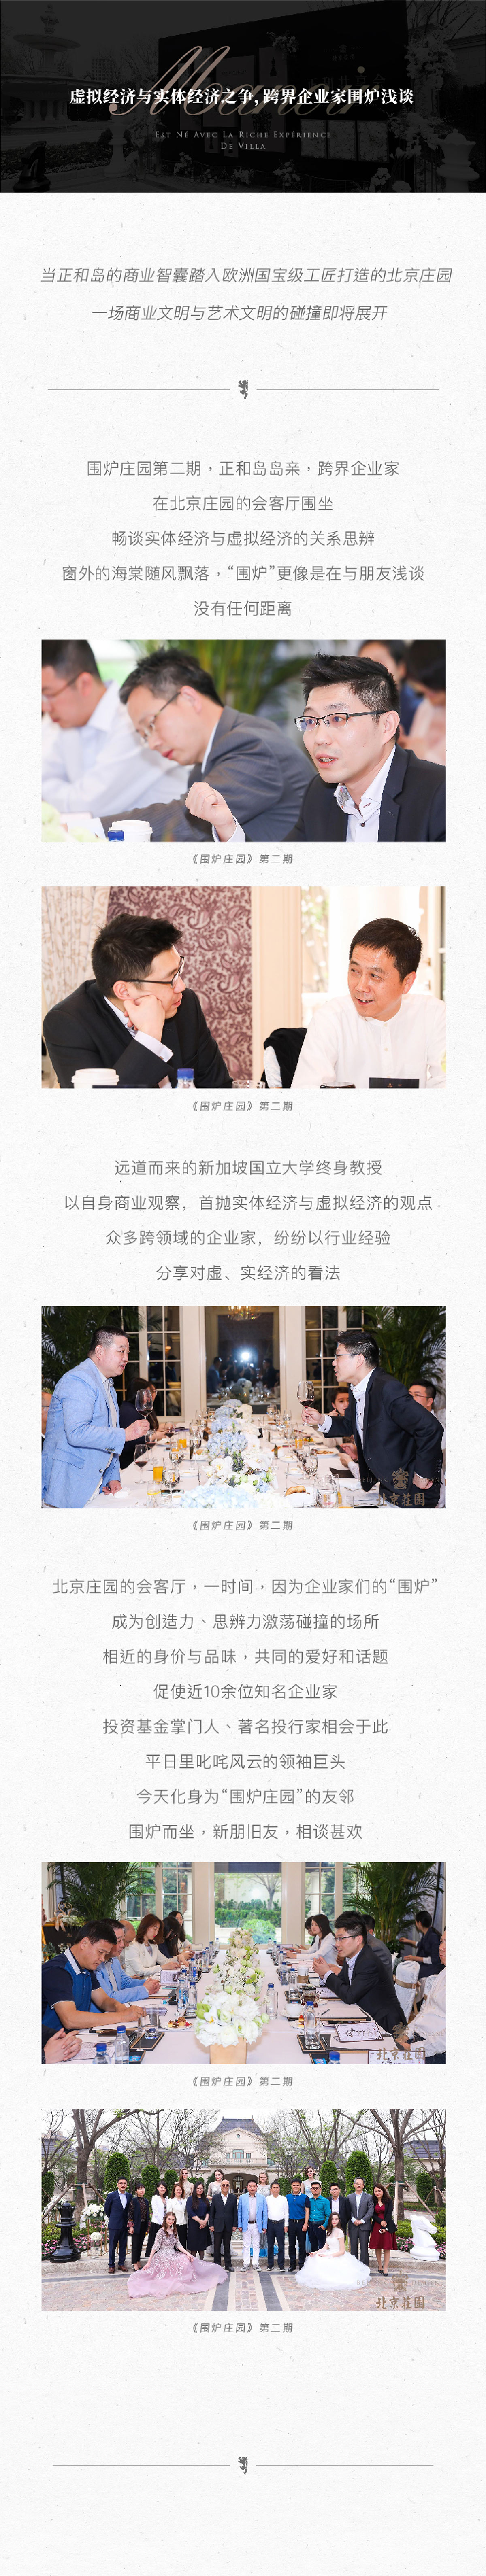 Manoir
虚拟经济与实体经济之争，跨界企业家围炉浅谈
Est Né Avec La Riche Expérience
De Villa
当正和岛的商业智囊踏入欧洲国宝级工匠打造的北京庄园
一场商业文明与艺术文明的碰撞即将展开
围炉庄园第二期，正和岛岛亲，跨界企业家
在北京庄园的会客厅围坐
畅谈实体经济与虚拟经济的关系思辨
窗外的海棠随风飘落，“围炉”更像是在与朋友浅谈
没有任何距离
《围炉庄园》第二期
《围炉庄园》第二期
远道而来的新加坡国立大学终身教授
以自身商业观察，首抛实体经济与虚拟经济的观点
众多跨领域的企业家，纷纷以行业经验
分享对虚、实经济的看法
北京莊園
《围炉庄园》第二期
北京庄园的会客厅，一时间，因为企业家们的“围炉”
成为创造力、思辨力激荡碰撞的场所
相近的身价与品味，共同的爱好和话题
促使近10余位知名企业家
投资基金掌门人、著名投行家相会于此
平日里叱咤风云的领袖巨头
今天化身为“围炉庄园”的友邻
围炉而坐，新朋旧友，相谈甚欢
北京莊園
《围炉庄园》第二期
北京莊園
《围炉庄园》第二期